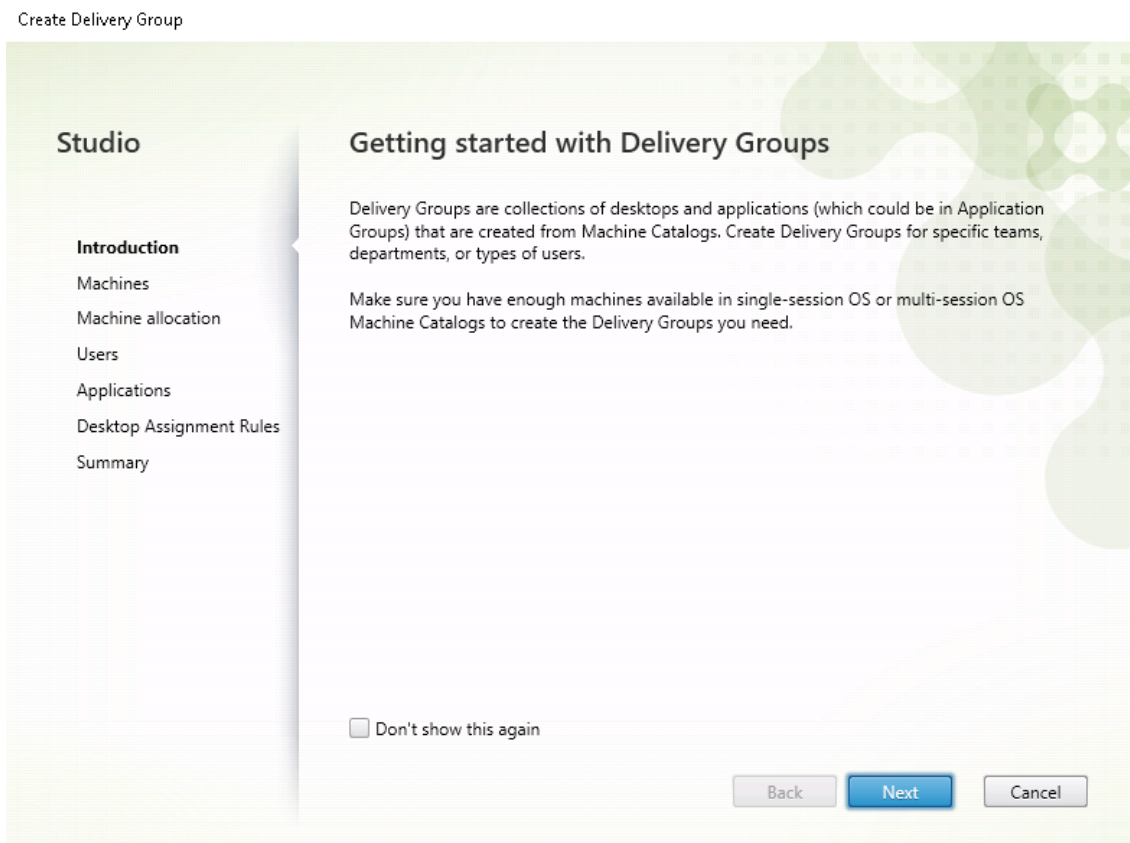 Create Delivery Group
Studio
Introduction
Machines
Machine allocation
Users
Applications
Desktop Assignment Rules
Summary
Getting started with Delivery Groups
Delivery Groups are collections of desktops and applications (which could be in Application
Groups) that are created from Machine Catalogs. Create Delivery Groups for specific teams,
departments, or types of users.
Make sure you have enough machines available in single-session OS or multi-session OS
Machine Catalogs to create the Delivery Groups you need.
Don't show this again
Back
Next
Cancel